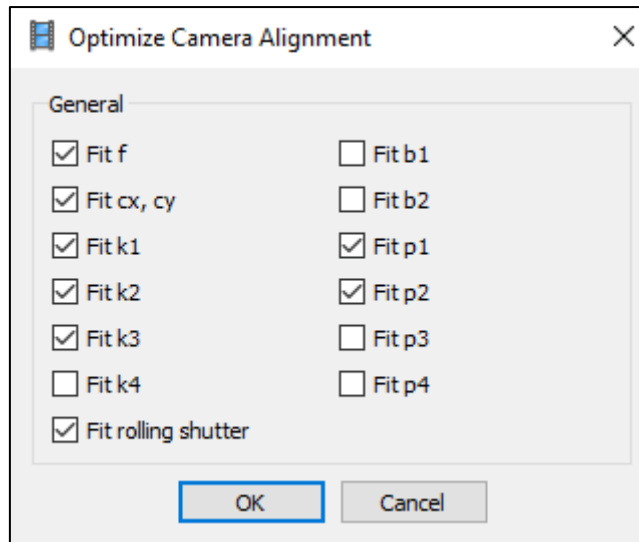 Optimize Camera Alignment
General
Fit f
Fit b1
Fit cx, cy
Fit b2
Fit k1
Fit p1
Fit k2
Fit p2
Fit k3
Fit p3
Fit k4
Fit p4
Fit rolling shutter
OK
Cancel